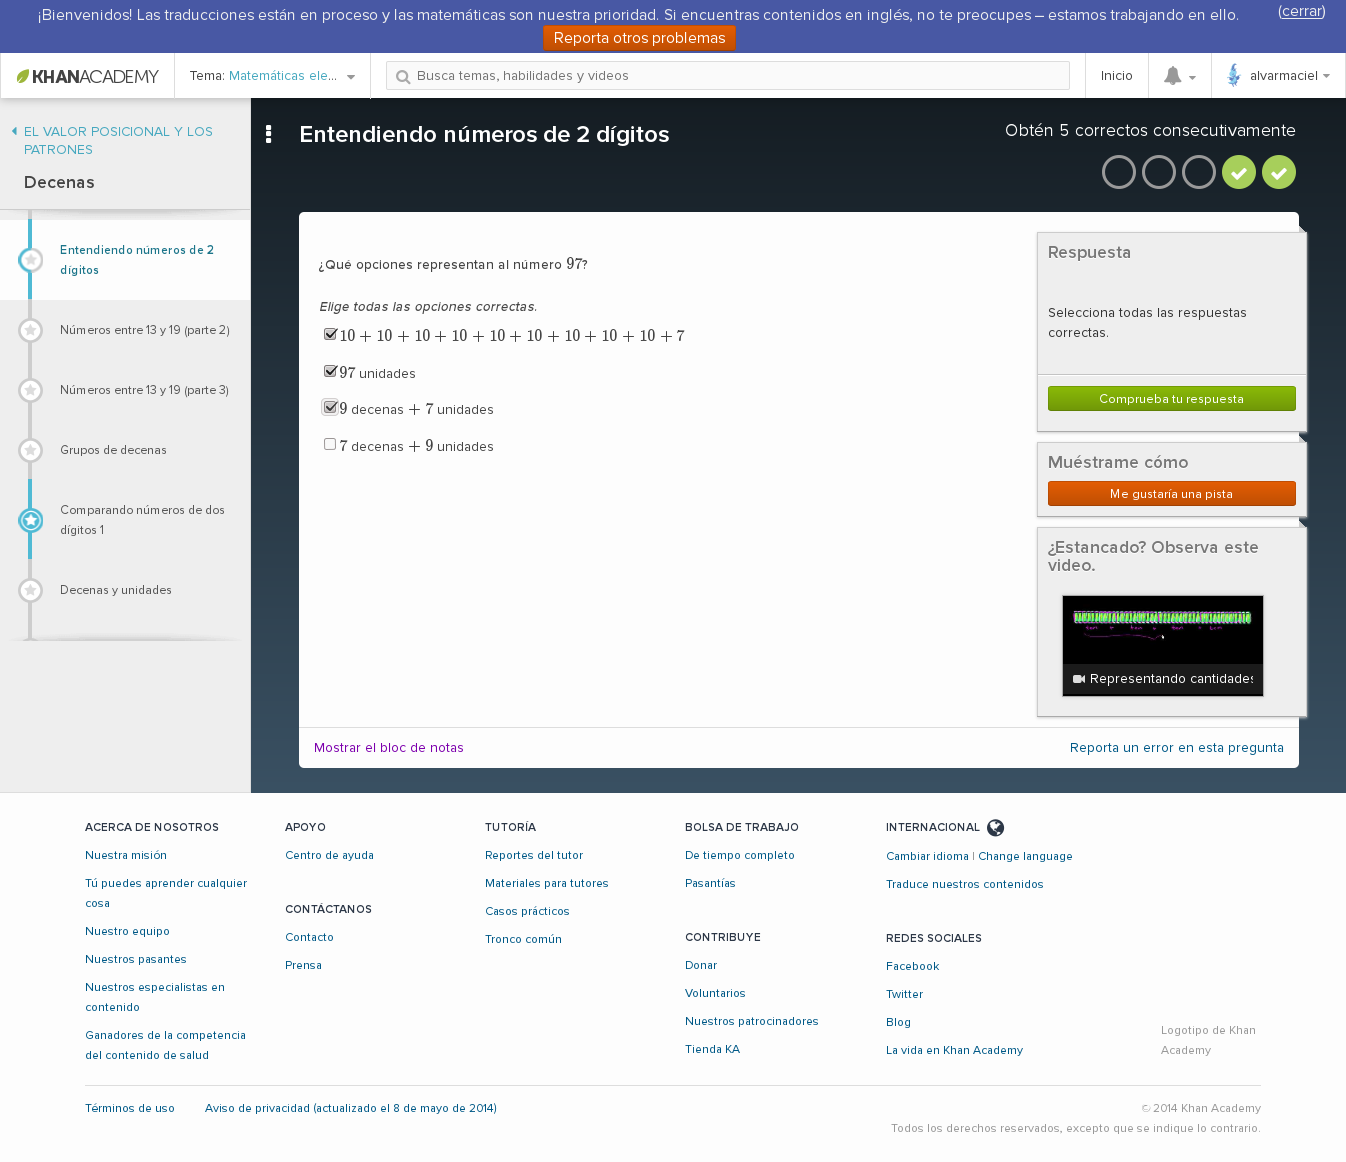 ¡Bienvenidos! Las traducciones están en proceso y las matemáticas son nuestra prioridad. Si encuentras contenidos en inglés, no te preocupes – estamos trabajando en ello.
(cerrar)
Reporta otros problemas
KHANACADEMY
Tema: Matemáticas ele...
Busca temas, habilidades y videos
Inicio
alvarmaciel
EL VALOR POSICIONAL Y LOS
PATRONES
Decenas
Entendiendo números de 2
dígitos
Números entre 13 y 19 (parte 2)
Números entre 13 y 19 (parte 3)
Grupos de decenas
Comparando números de dos
dígitos 1
Decenas y unidades
Entendiendo números de 2 dígitos
Obtén 5 correctos consecutivamente
¿Qué opciones representan al número 97?
Elige todas las opciones correctas.
10 + 10 + 10 + 10 + 10 + 10 + 10 + 10 + 10 + 7
97 unidades
9 decenas + 7 unidades
7 decenas + 9 unidades
Respuesta
Selecciona todas las respuestas
correctas.
Comprueba tu respuesta
Muéstrame cómo
Me gustaría una pista
¿Estancado? Observa este
video.
Representando cantidades
Mostrar el bloc de notas
Reporta un error en esta pregunta
ACERCA DE NOSOTROS
Nuestra misión
Tú puedes aprender cualquier
cosa
Nuestro equipo
Nuestros pasantes
Nuestros especialistas en
contenido
Ganadores de la competencia
del contenido de salud
APOYO
Centro de ayuda
CONTÁCTANOS
Contacto
Prensa
TUTORÍA
Reportes del tutor
Materiales para tutores
Casos prácticos
Tronco común
BOLSA DE TRABAJO
De tiempo completo
Pasantías
CONTRIBUYE
Donar
Voluntarios
Nuestros patrocinadores
Tienda KA
INTERNACIONAL
Cambiar idioma | Change language
Traduce nuestros contenidos
REDES SOCIALES
Facebook
Twitter
Blog
La vida en Khan Academy
Logotipo de Khan
Academy
Términos de uso
Aviso de privacidad (actualizado el 8 de mayo de 2014)
© 2014 Khan Academy
Todos los derechos reservados, excepto que se indique lo contrario.